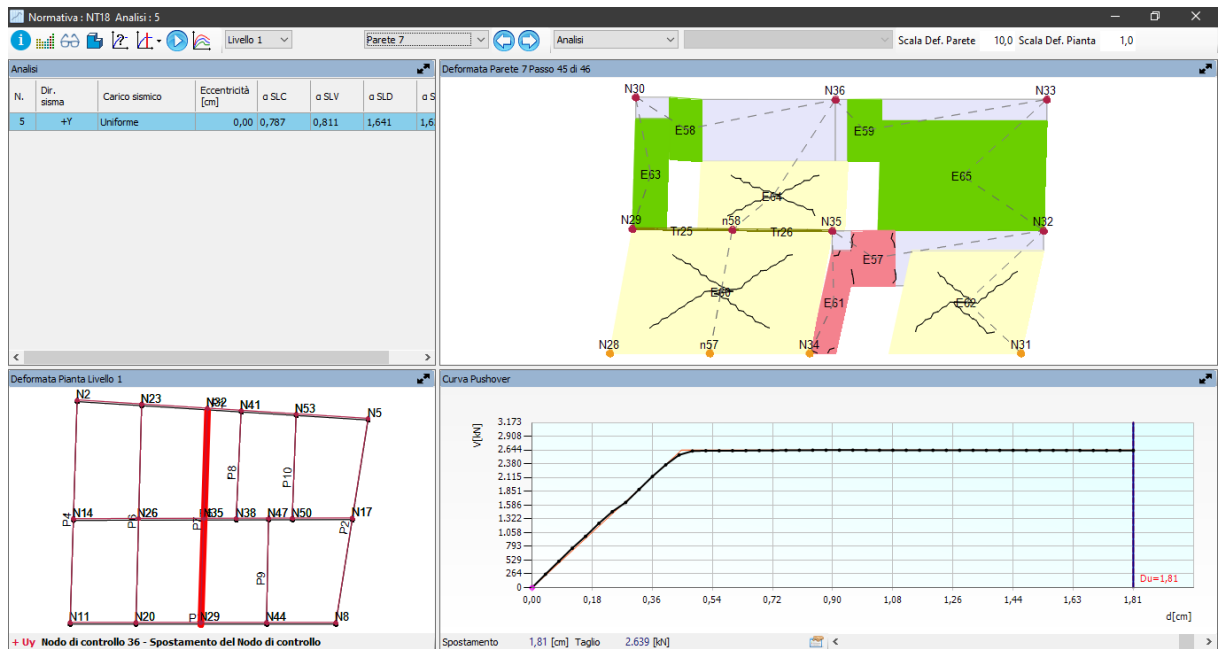 Normativa : NT18 Analisi : 5
Livello 1
Parete 7
Analisi
Scala Def. Parete 10,0 Scala Def. Pianta 1,0
Analisi
N. Dir. sisma Carico sismico Eccentricità [cm] α SLC α SLV α SLD α S
5 +Y Uniforme 0,00 0,787 0,811 1,641 1,6
Deformata Parete 7 Passo 45 di 46
N30 N36 N33
E58 E59
E63 E64 E65
N29 n58 N35 N32
Tr25 Tr26
E57
E60 E61 E62
N28 n57 N34 N31
Deformata Pianta Livello 1
N2 N23 N32 N41 N53 N5
P8 P10
N14 N26 N35 N38 N47 N50 N17
P4 P6 P7 P2
P9
N11 N20 P N29 N44 N8
+ Uy Nodo di controllo 36 - Spostamento del Nodo di controllo
Curva Pushover
V[kN]
3.173
2.908
2.644
2.380
2.115
1.851
1.586
1.322
1.058
793
529
264
0
Du=1,81
0,00 0,18 0,36 0,54 0,72 0,90 1,08 1,26 1,44 1,63 1,81
d[cm]
Spostamento 1,81 [cm] Taglio 2.639 [kN]